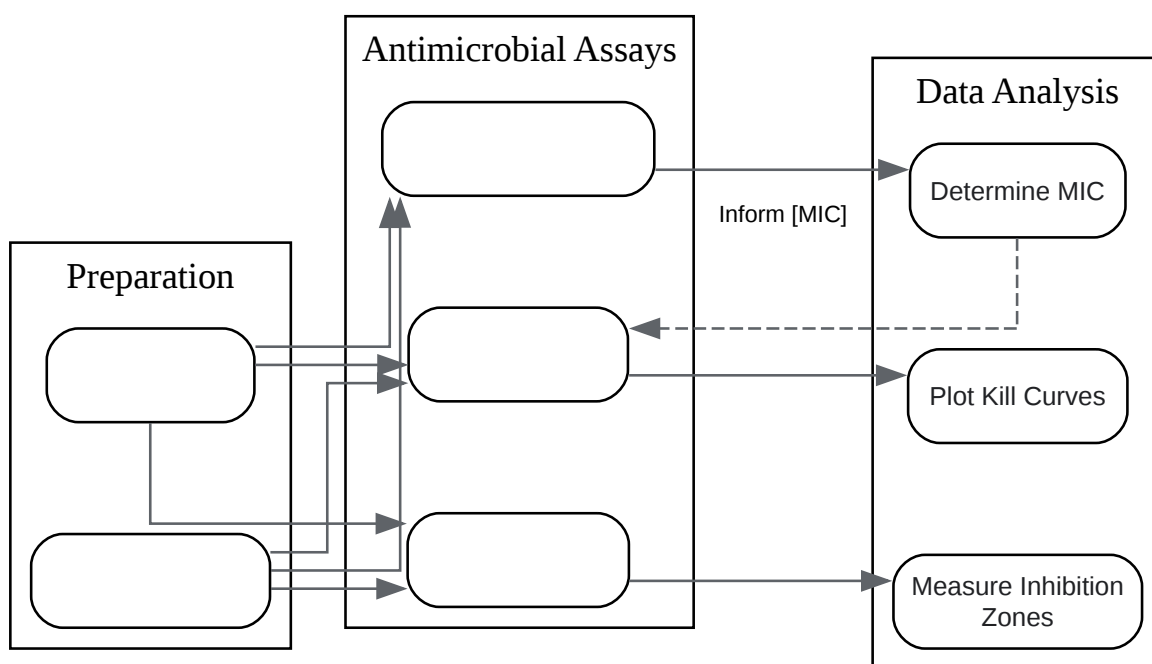 Antimicrobial Assays
Data Analysis
Determine MIC
Inform [MIC]
Preparation
Plot Kill Curves
Measure Inhibition
Zones